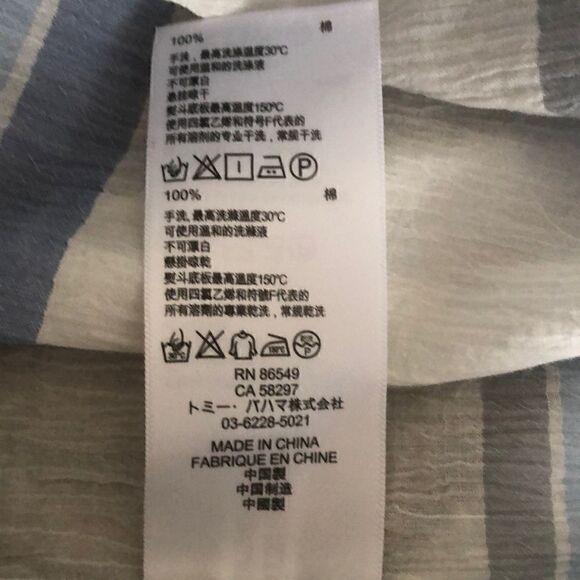 100% 棉
手洗，最高洗涤温度30℃
可使用温和的洗涤液
不可漂白
悬挂晾干
熨斗底板最高温度150℃
使用四氯乙烯和符号F代表的
所有溶剂的专业干洗，常规干洗
P
100% 棉
手洗，最高洗滌溫度30℃
可使用溫和的洗滌液
不可漂白
懸掛晾乾
熨斗底板最高溫度150℃
使用四氯乙烯和符號F代表的
所有溶劑的專業乾洗，常規乾洗
30℃ 150℃ P
RN 86549
CA 58297
トミー・バハマ株式会社
03-6228-5021
MADE IN CHINA
FABRIQUE EN CHINE
中国製
中国制造
中國製